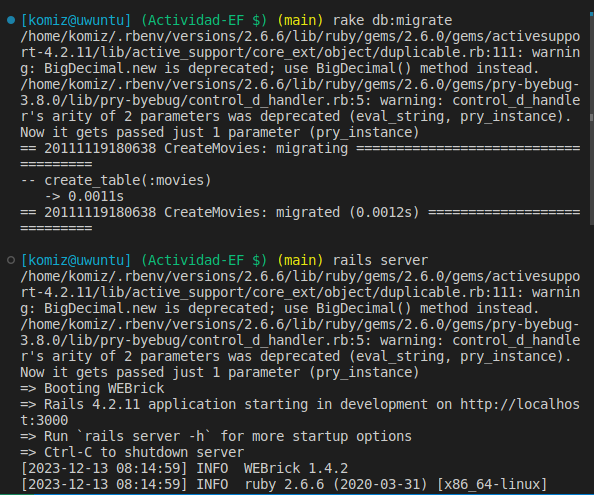 [komiz@uwuntu] (Actividad-EF $) (main) rake db:migrate
/home/komiz/.rbenv/versions/2.6.6/lib/ruby/gems/2.6.0/gems/activesuppo
rt-4.2.11/lib/active_support/core_ext/object/duplicable.rb:111: warnin
g: BigDecimal.new is deprecated; use BigDecimal() method instead.
/home/komiz/.rbenv/versions/2.6.6/lib/ruby/gems/2.6.0/gems/pry-byebug-
3.8.0/lib/pry-byebug/control_d_handler.rb:5: warning: control_d_handle
r's arity of 2 parameters was deprecated (eval_string, pry_instance).
Now it gets passed just 1 parameter (pry_instance)
== 20111119180638 CreateMovies: migrating ============================
=========
-- create_table(:movies)
   -> 0.0011s
== 20111119180638 CreateMovies: migrated (0.0012s) ===================
=========
[komiz@uwuntu] (Actividad-EF $) (main) rails server
/home/komiz/.rbenv/versions/2.6.6/lib/ruby/gems/2.6.0/gems/activesuppo
rt-4.2.11/lib/active_support/core_ext/object/duplicable.rb:111: warnin
g: BigDecimal.new is deprecated; use BigDecimal() method instead.
/home/komiz/.rbenv/versions/2.6.6/lib/ruby/gems/2.6.0/gems/pry-byebug-
3.8.0/lib/pry-byebug/control_d_handler.rb:5: warning: control_d_handle
r's arity of 2 parameters was deprecated (eval_string, pry_instance).
Now it gets passed just 1 parameter (pry_instance)
=> Booting WEBrick
=> Rails 4.2.11 application starting in development on http://localhos
t:3000
=> Run `rails server -h` for more startup options
=> Ctrl-C to shutdown server
[2023-12-13 08:14:59] INFO  WEBrick 1.4.2
[2023-12-13 08:14:59] INFO  ruby 2.6.6 (2020-03-31) [x86_64-linux]